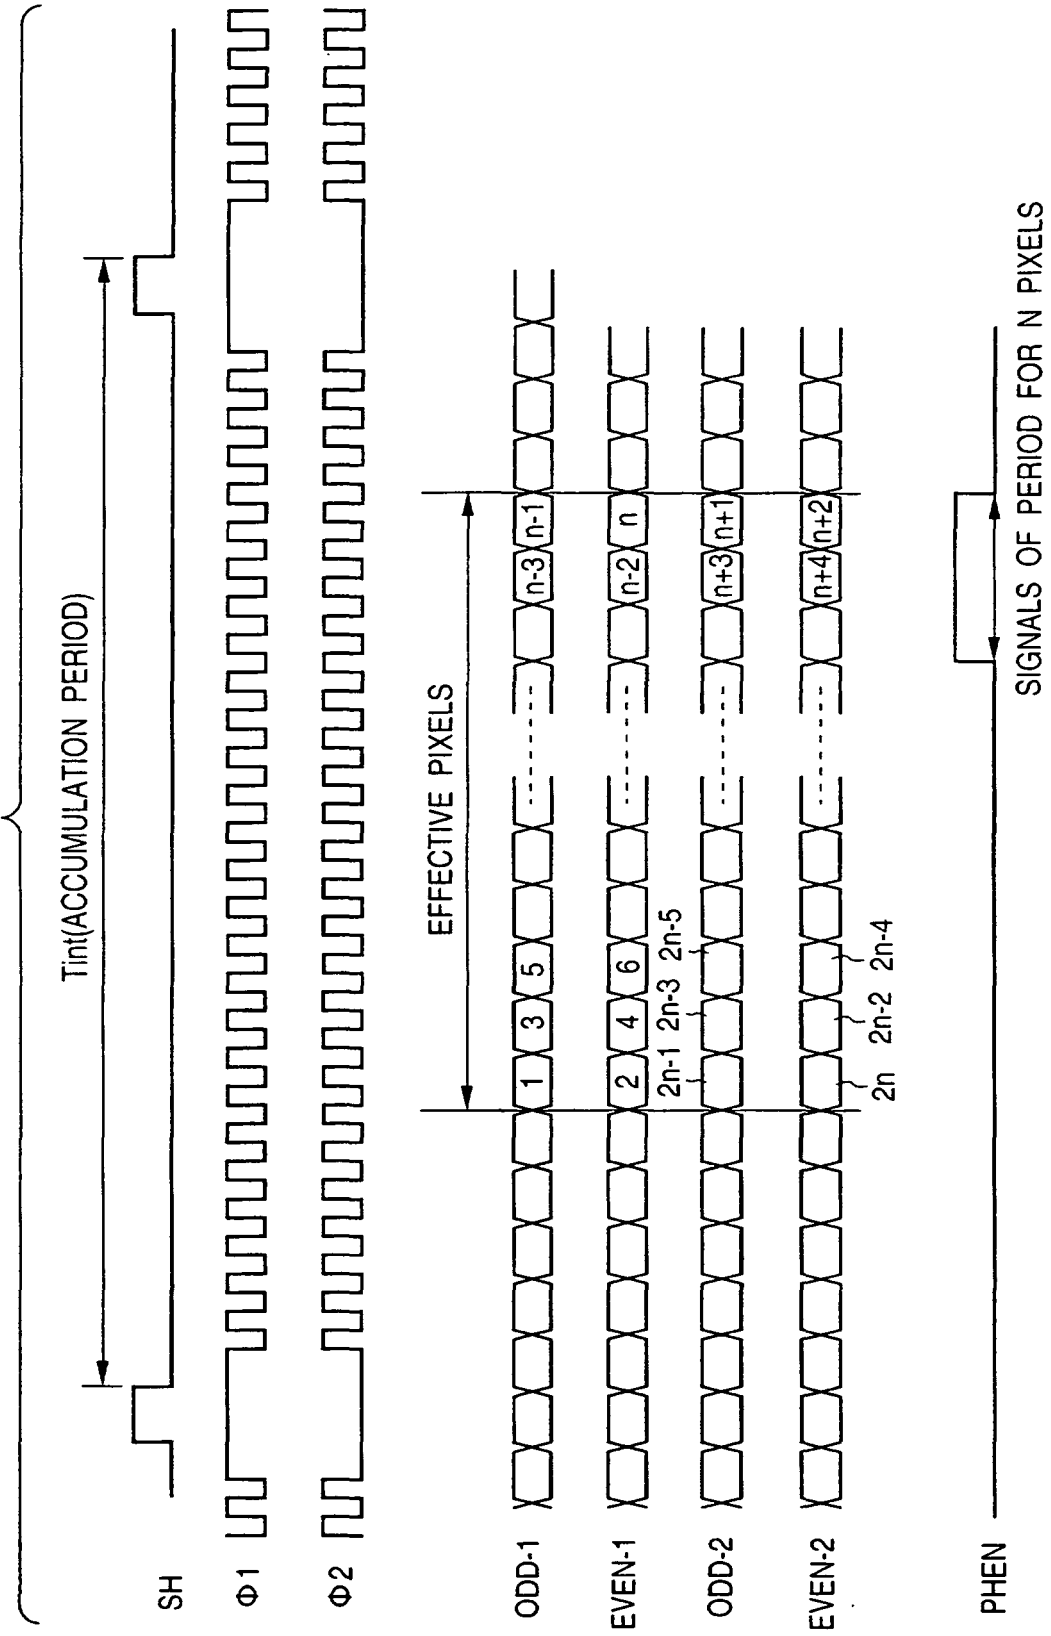 Tint(ACCUMULATION PERIOD)
SH
Φ1
Φ2
EFFECTIVE PIXELS
ODD-1
1 3 5 n-3 n-1
EVEN-1
2 4 6 n-2 n
2n-1 2n-3 2n-5
ODD-2
n+3 n+1
EVEN-2
n+4 n+2
2n 2n-2 2n-4
PHEN
SIGNALS OF PERIOD FOR N PIXELS